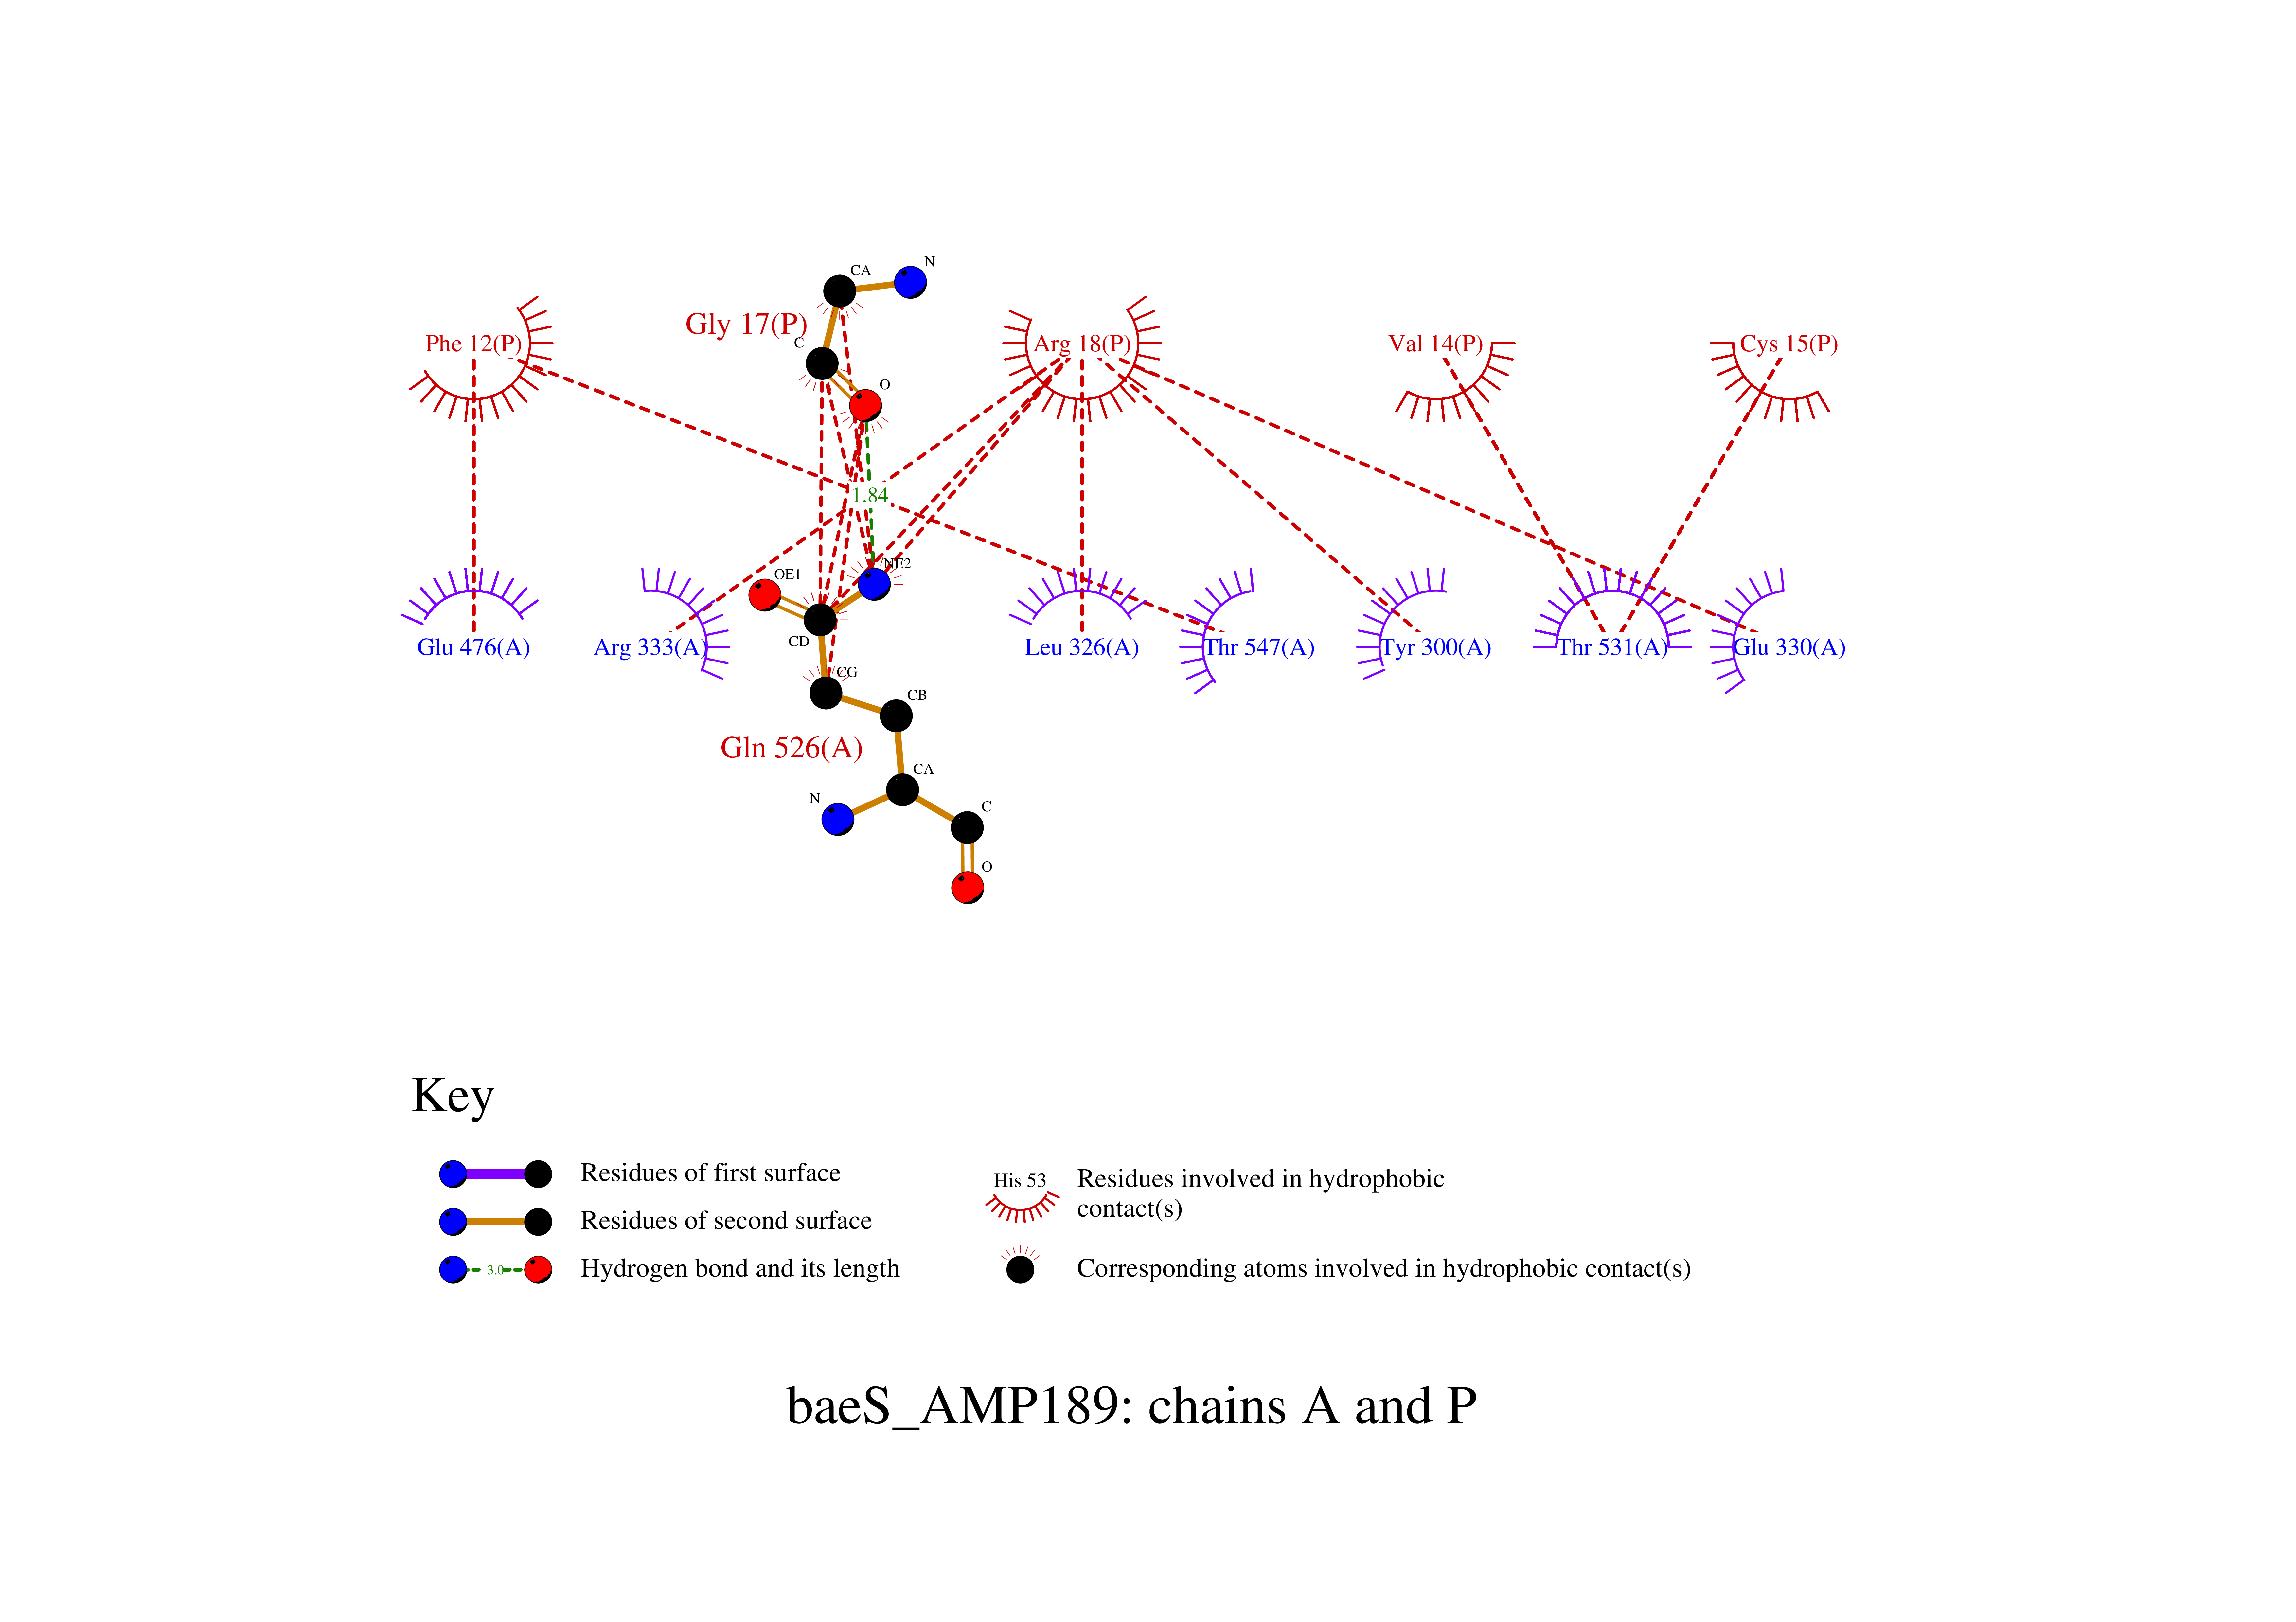 CA
N
Gly 17(P)
C
O
Phe 12(P)
Arg 18(P)
Val 14(P)
Cys 15(P)
1.84
NE2
OE1
CD
Glu 476(A)
Arg 333(A)
Leu 326(A)
Thr 547(A)
Tyr 300(A)
Thr 531(A)
Glu 330(A)
CG
CB
Gln 526(A)
CA
N
C
O
Key
Residues of first surface
Residues of second surface
3.0
Hydrogen bond and its length
His 53
Residues involved in hydrophobic
contact(s)
Corresponding atoms involved in hydrophobic contact(s)
baeS_AMP189: chains A and P